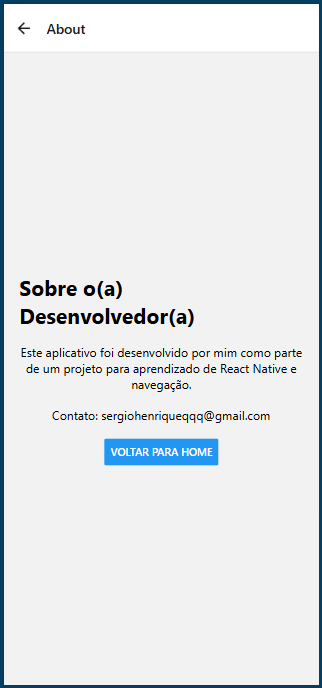 About
Sobre o(a)
Desenvolvedor(a)
Este aplicativo foi desenvolvido por mim como parte
de um projeto para aprendizado de React Native e
navegação.
Contato: sergiohenriqueqqq@gmail.com
VOLTAR PARA HOME